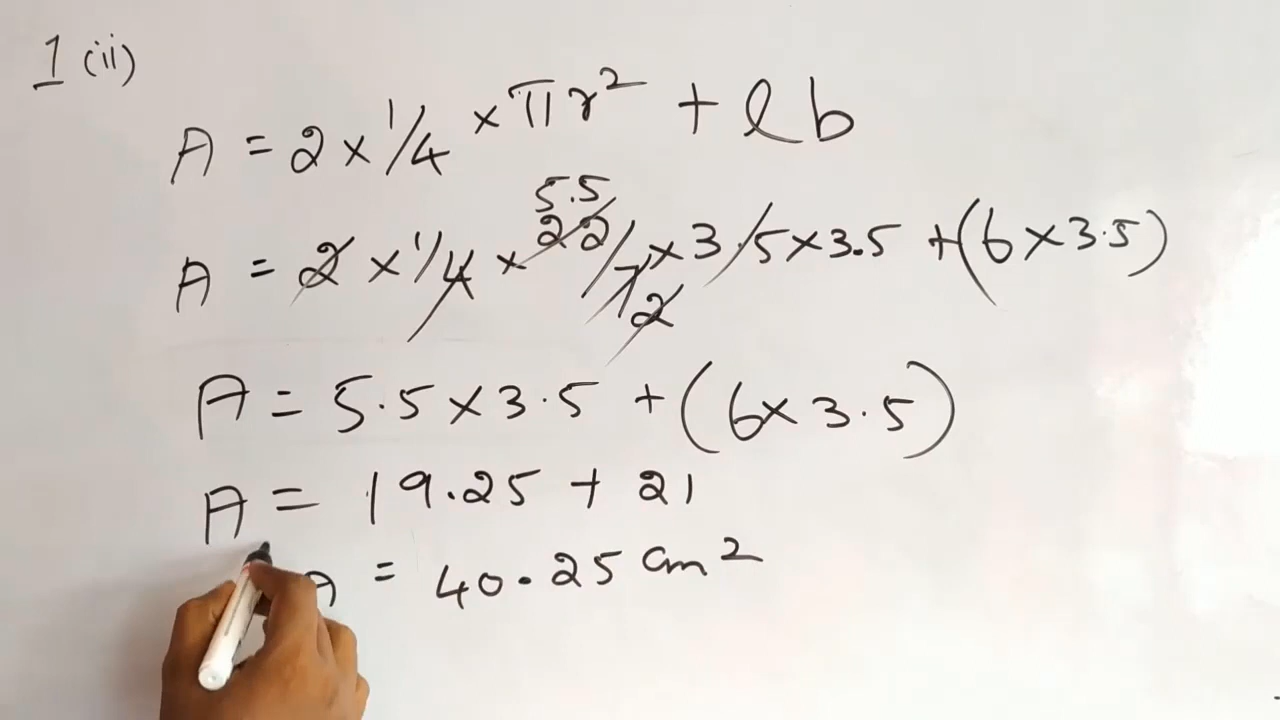 1 (ii)
A = 2 × 1/4 × πr² + lb
5.5
A = 2 × 1/4 × 22/7 × 3.5 × 3.5 + (6 × 3.5)
2
A = 5.5 × 3.5 + (6 × 3.5)
A = 19.25 + 21
A = 40.25 cm²